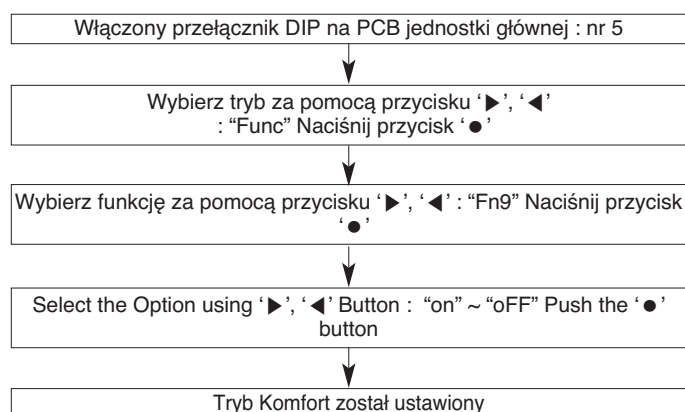 Włączony przełącznik DIP na PCB jednostki głównej : nr 5
Wybierz tryb za pomocą przycisku ‘▶’, ‘◀’
: “Func” Naciśnij przycisk ‘●’
Wybierz funkcję za pomocą przycisku ‘▶’, ‘◀’ : “Fn9” Naciśnij przycisk
‘●’
Select the Option using ‘▶’, ‘◀’ Button : “on” ~ “oFF” Push the ‘●’
button
Tryb Komfort został ustawiony